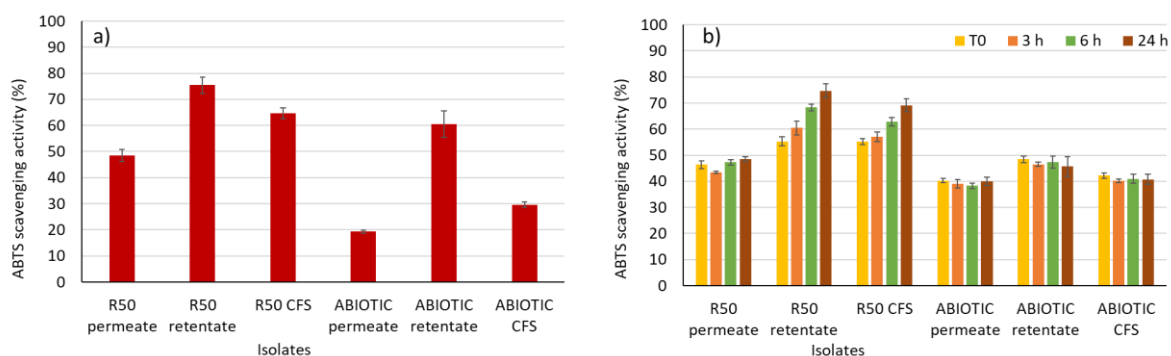 a)
ABTS scavenging activity (%)
100
90
80
70
60
50
40
30
20
10
0
R50 permeate
R50 retentate
R50 CFS
ABIOTIC permeate
ABIOTIC retentate
ABIOTIC CFS
Isolates
b)
T0 3 h 6 h 24 h
ABTS scavenging activity (%)
100
90
80
70
60
50
40
30
20
10
0
R50 permeate
R50 retentate
R50 CFS
ABIOTIC permeate
ABIOTIC retentate
ABIOTIC CFS
Isolates